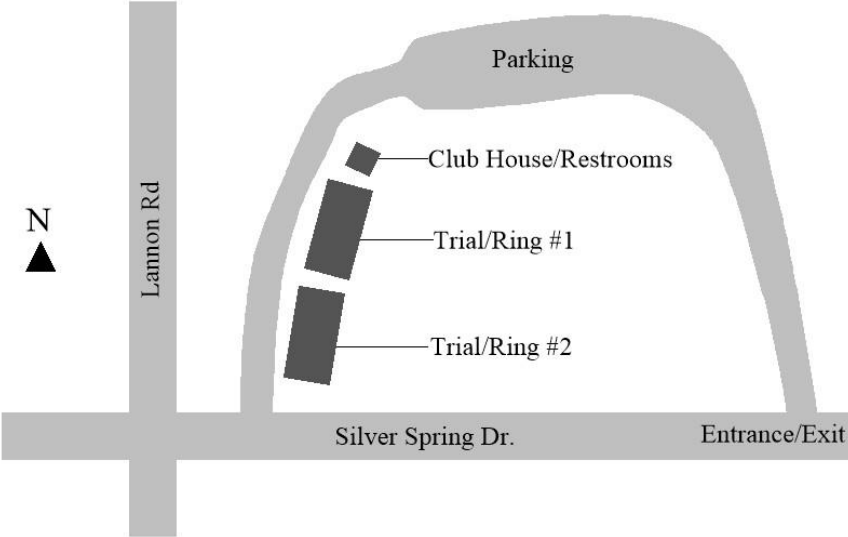 Parking
Club House/Restrooms
N
Lannon Rd
Trial/Ring #1
Trial/Ring #2
Silver Spring Dr.
Entrance/Exit